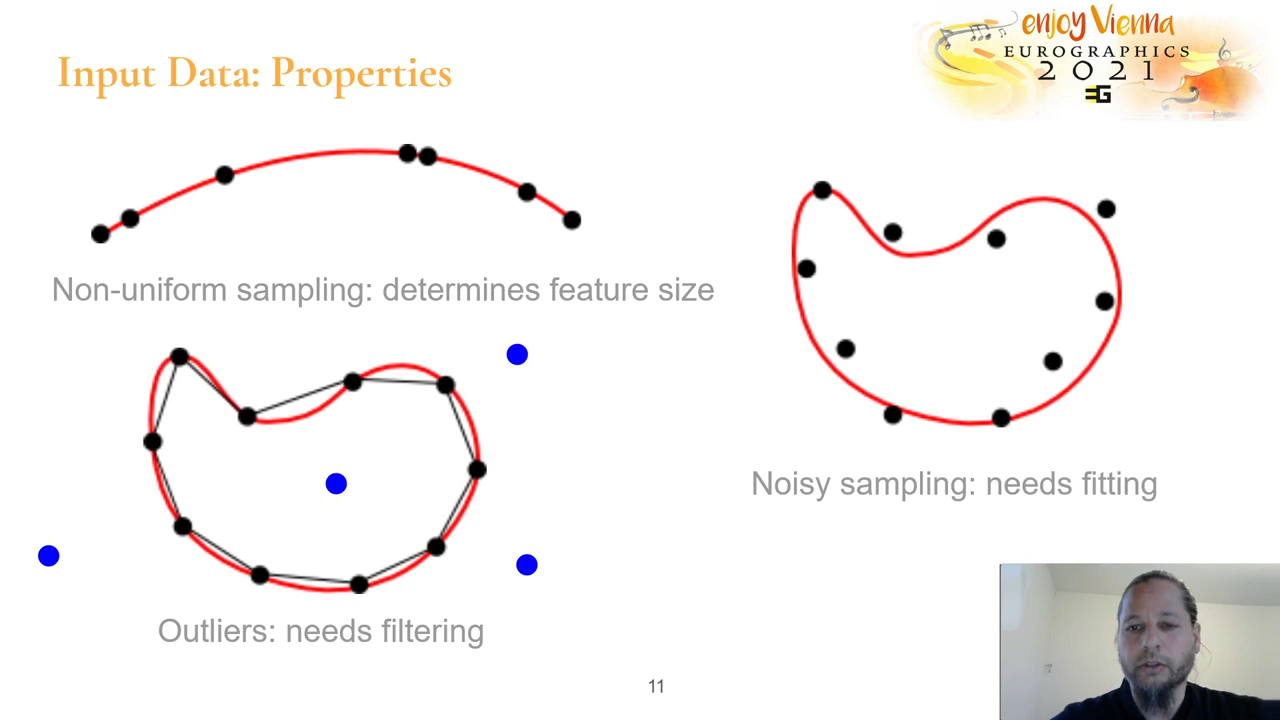 Input Data: Properties
enjoy Vienna
EUROGRAPHICS
2021
EG
Non-uniform sampling: determines feature size
Noisy sampling: needs fitting
Outliers: needs filtering
11